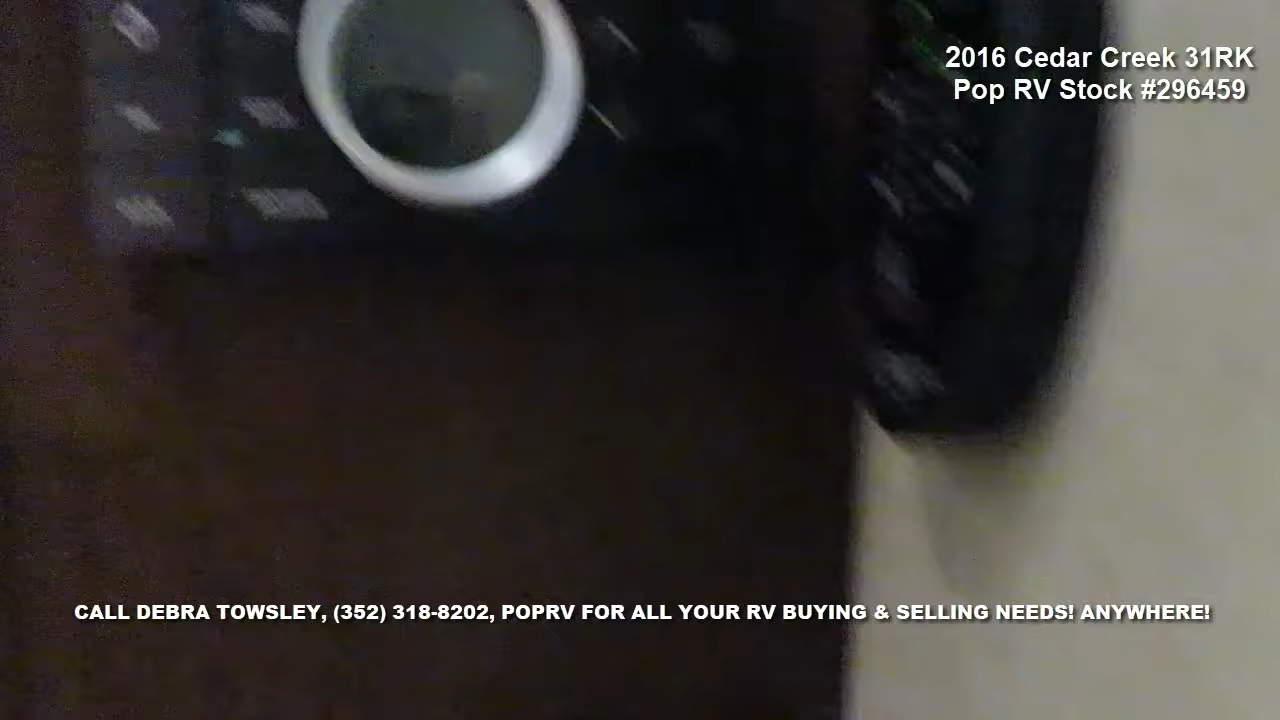 2016 Cedar Creek 31RK
Pop RV Stock #296459
CALL DEBRA TOWSLEY, (352) 318-8202, POPRV FOR ALL YOUR RV BUYING & SELLING NEEDS! ANYWHERE!